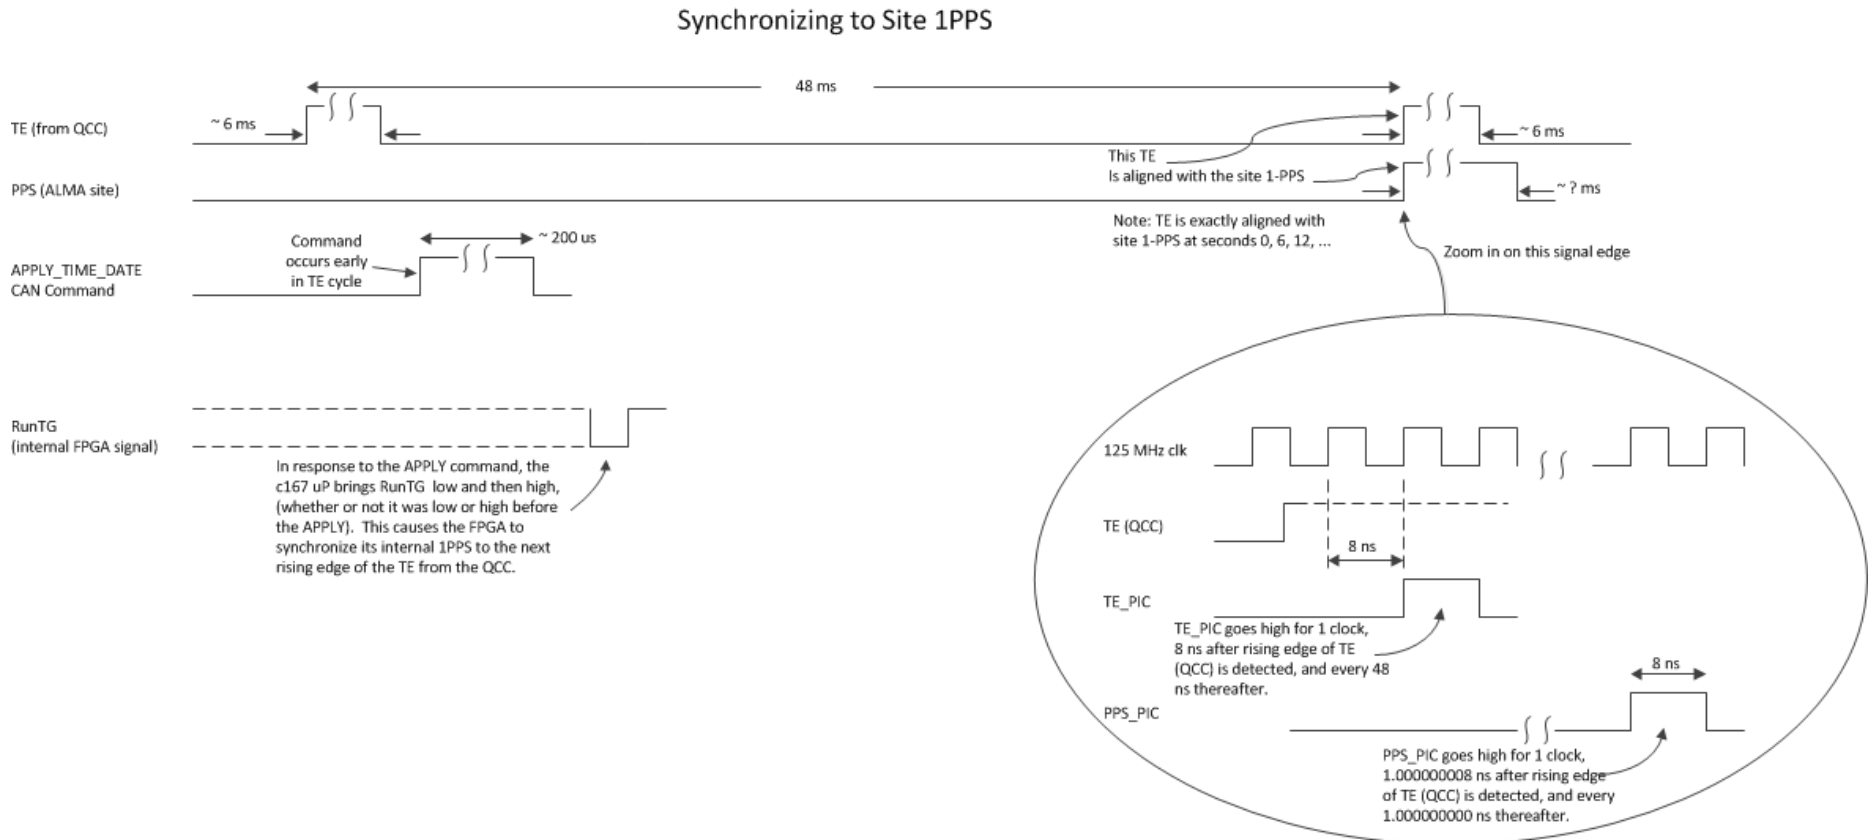 Synchronizing to Site 1PPS
48 ms
TE (from QCC)
~ 6 ms
~ 6 ms
This TE
Is aligned with the site 1-PPS
PPS (ALMA site)
~ ? ms
Note: TE is exactly aligned with
site 1-PPS at seconds 0, 6, 12, ...
Zoom in on this signal edge
Command
occurs early
in TE cycle
~ 200 us
APPLY_TIME_DATE
CAN Command
RunTG
(internal FPGA signal)
In response to the APPLY command, the
c167 uP brings RunTG low and then high,
(whether or not it was low or high before
the APPLY). This causes the FPGA to
synchronize its internal 1PPS to the next
rising edge of the TE from the QCC.
125 MHz clk
TE (QCC)
8 ns
TE_PIC
TE_PIC goes high for 1 clock,
8 ns after rising edge of TE
(QCC) is detected, and every 48
ns thereafter.
8 ns
PPS_PIC
PPS_PIC goes high for 1 clock,
1.000000008 ns after rising edge
of TE (QCC) is detected, and every
1.000000000 ns thereafter.